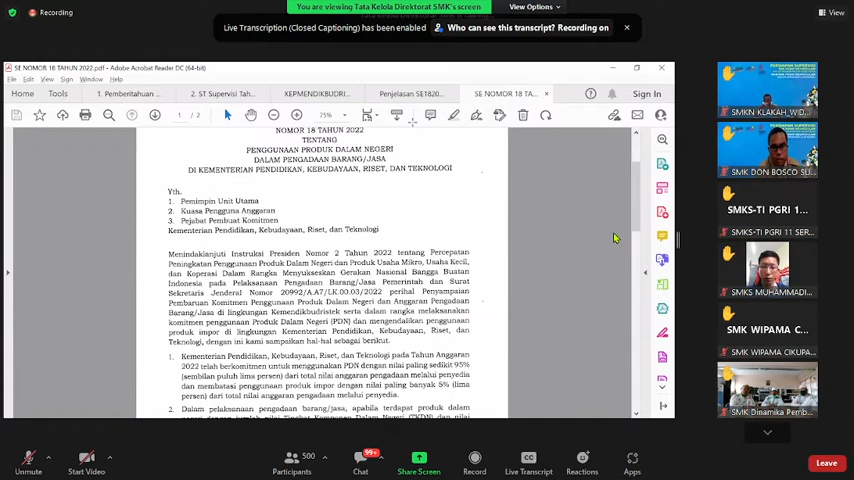 Recording
You are viewing Tata Kelola Direktorat SMK's screen
View Options
View
Live Transcription (Closed Captioning) has been enabled
Who can see this transcript? Recording on
SE NOMOR 18 TAHUN 2022.pdf - Adobe Acrobat Reader DC (64-bit)
File Edit View Sign Window Help
Home Tools 1. Pemberitahuan ... 2. ST Supervisi Tah... KEPMENDIKBUDRI... Penjelasan SE1820... SE NOMOR 18 TA... × Sign In
1 / 2 75%
NOMOR 18 TAHUN 2022
TENTANG
PENGGUNAAN PRODUK DALAM NEGERI
DALAM PENGADAAN BARANG/JASA
DI KEMENTERIAN PENDIDIKAN, KEBUDAYAAN, RISET, DAN TEKNOLOGI
Yth.
1. Pemimpin Unit Utama
2. Kuasa Pengguna Anggaran
3. Pejabat Pembuat Komitmen
Kementerian Pendidikan, Kebudayaan, Riset, dan Teknologi
Menindaklanjuti Instruksi Presiden Nomor 2 Tahun 2022 tentang Percepatan
Peningkatan Penggunaan Produk Dalam Negeri dan Produk Usaha Mikro, Usaha Kecil,
dan Koperasi Dalam Rangka Menyukseskan Gerakan Nasional Bangga Buatan
Indonesia pada Pelaksanaan Pengadaan Barang/Jasa Pemerintah dan Surat
Sekretaris Jenderal Nomor 20992/A.A7/LK.00.03/2022 perihal Penyampaian
Pembaruan Komitmen Penggunaan Produk Dalam Negeri dan Anggaran Pengadaan
Barang/Jasa di lingkungan Kemendikbudristek serta dalam rangka melaksanakan
komitmen penggunaan Produk Dalam Negeri (PDN) dan mengendalikan penggunaan
produk impor di lingkungan Kementerian Pendidikan, Kebudayaan, Riset, dan
Teknologi, dengan ini kami sampaikan hal-hal sebagai berikut.
1. Kementerian Pendidikan, Kebudayaan, Riset, dan Teknologi pada Tahun Anggaran
2022 telah berkomitmen untuk menggunakan PDN dengan nilai paling sedikit 95%
(sembilan puluh lima persen) dari total nilai anggaran pengadaan melalui penyedia
dan membatasi penggunaan produk impor dengan nilai paling banyak 5% (lima
persen) dari total nilai anggaran pengadaan melalui penyedia.
2. Dalam pelaksanaan pengadaan barang/jasa, apabila terdapat produk dalam
negeri dengan jumlah nilai Tingkat Komponen Dalam Negeri (TKDN) dan nilai
SMKN KLAKAH_WID...
SMK DON BOSCO SU...
SMKS-TI PGRI 1...
SMKS-TI PGRI 11 SER...
SMKS MUHAMMADI...
SMK WIPAMA C...
SMK WIPAMA CIKUPA...
SMK Dinamika Pemb...
Unmute
Start Video
Participants 500
Chat 99+
Share Screen
Record
Live Transcript
Reactions
Apps
Leave